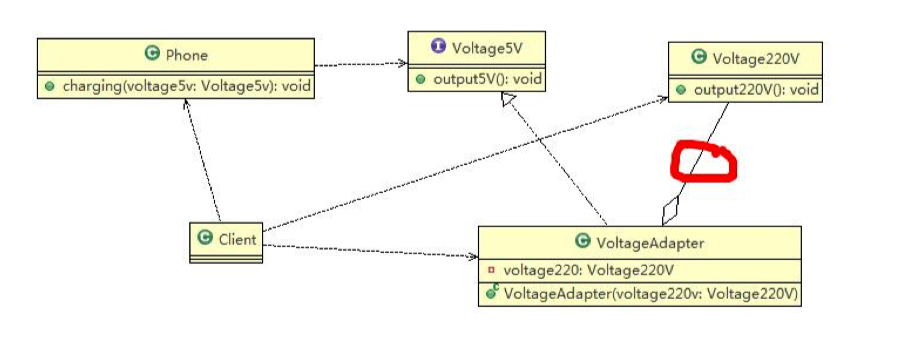 Phone
charging(voltage5v: Voltage5v): void
Voltage5V
output5V(): void
Voltage220V
output220V(): void
Client
VoltageAdapter
voltage220: Voltage220V
VoltageAdapter(voltage220v: Voltage220V)